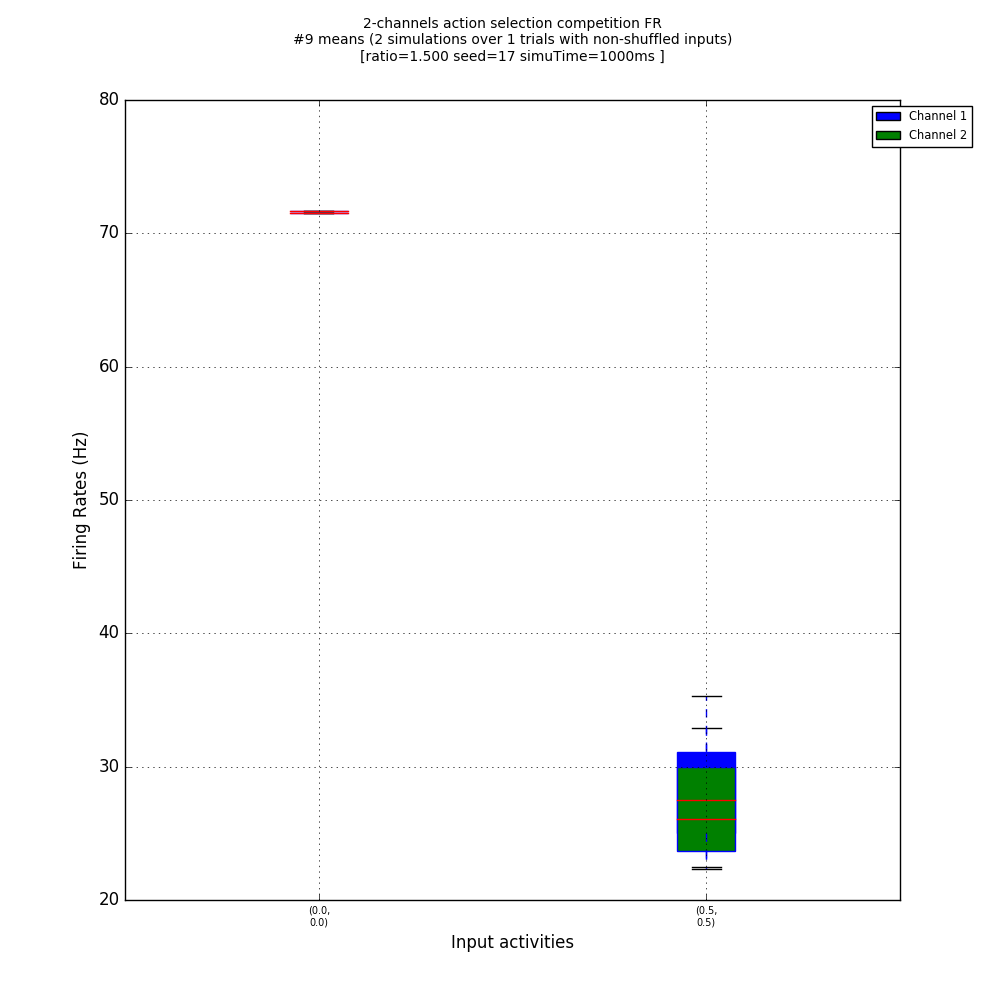 2-channels action selection competition FR
#9 means (2 simulations over 1 trials with non-shuffled inputs)
[ratio=1.500 seed=17 simuTime=1000ms ]
80
Channel 1
Channel 2
70
60
50
40
30
20
Firing Rates (Hz)
(0.0,
0.0)
(0.5,
0.5)
Input activities